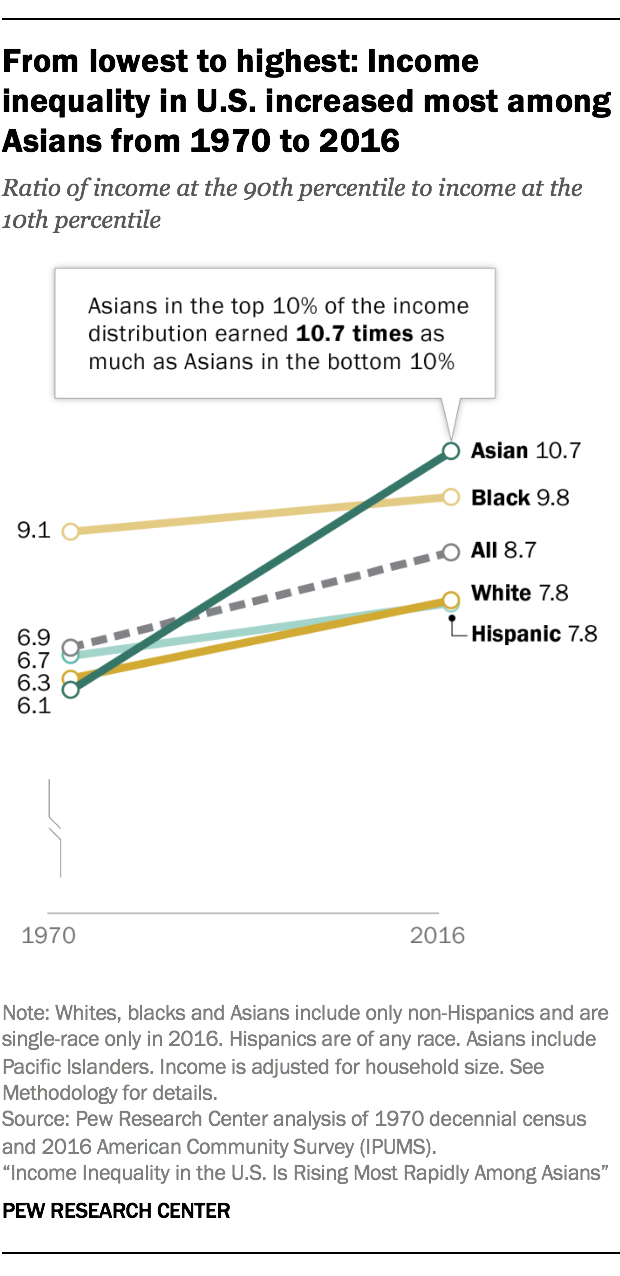 From lowest to highest: Income
inequality in U.S. increased most among
Asians from 1970 to 2016
Ratio of income at the 90th percentile to income at the
10th percentile
Asians in the top 10% of the income
distribution earned 10.7 times as
much as Asians in the bottom 10%
Asian 10.7
Black 9.8
9.1
All 8.7
White 7.8
Hispanic 7.8
6.9
6.7
6.3
6.1
1970
2016
Note: Whites, blacks and Asians include only non-Hispanics and are
single-race only in 2016. Hispanics are of any race. Asians include
Pacific Islanders. Income is adjusted for household size. See
Methodology for details.
Source: Pew Research Center analysis of 1970 decennial census
and 2016 American Community Survey (IPUMS).
“Income Inequality in the U.S. Is Rising Most Rapidly Among Asians”
PEW RESEARCH CENTER